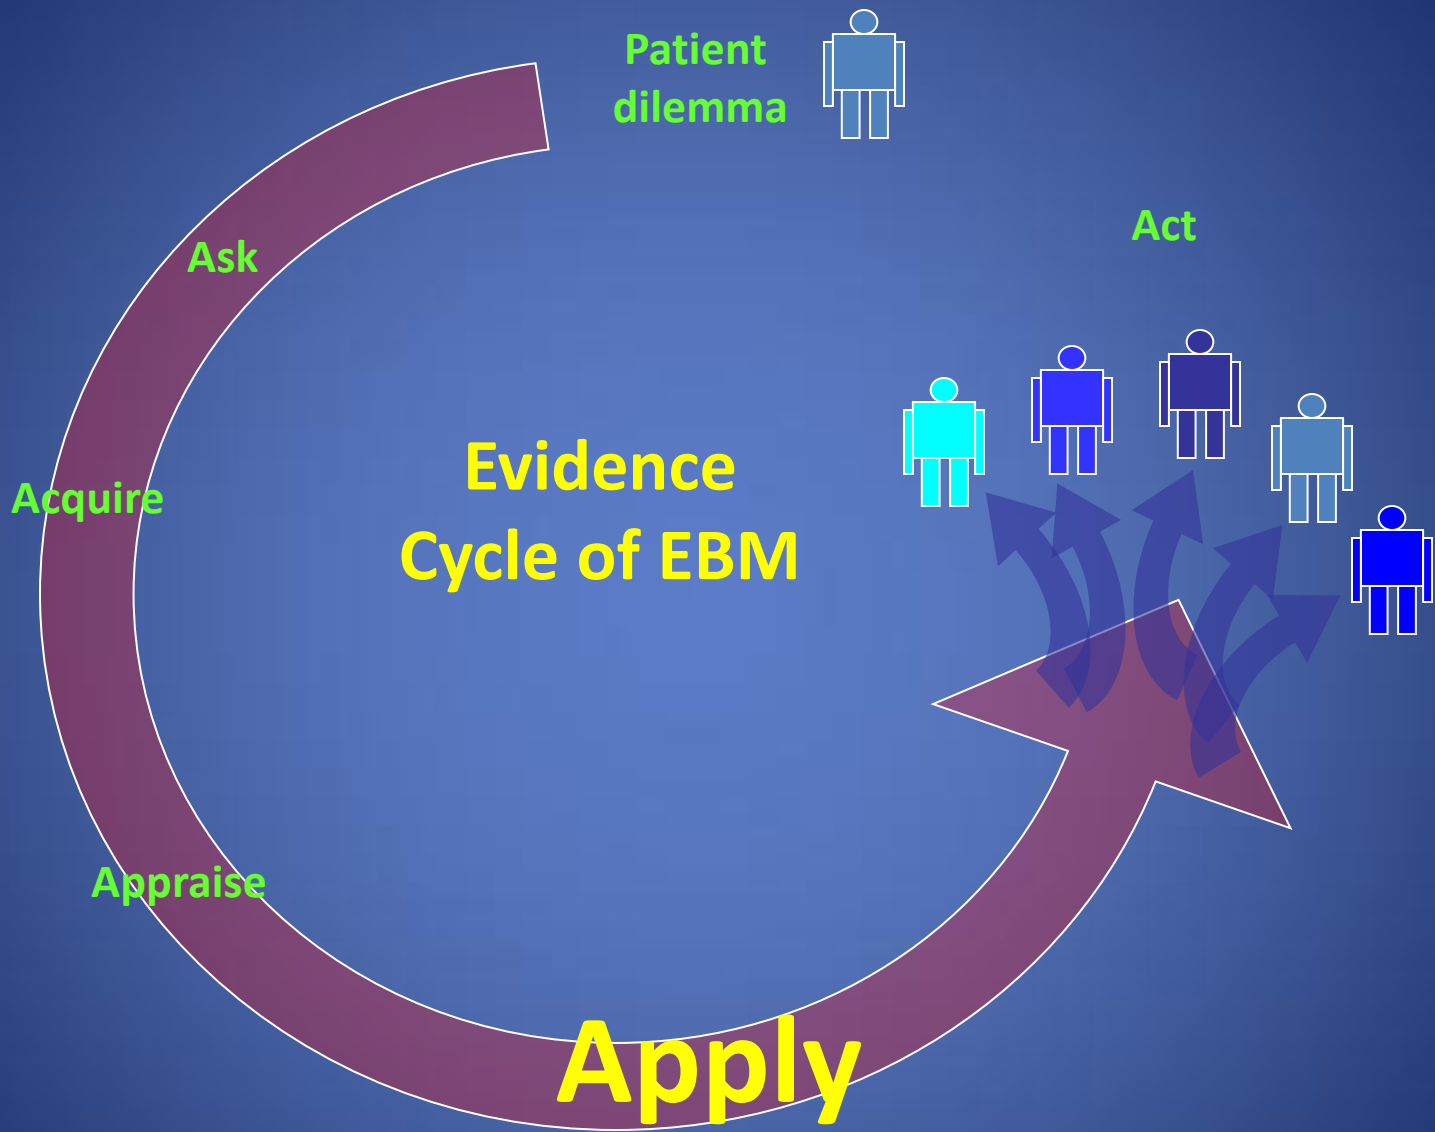 Patient
dilemma
Act
Ask
Evidence
Cycle of EBM
Acquire
Appraise
Apply